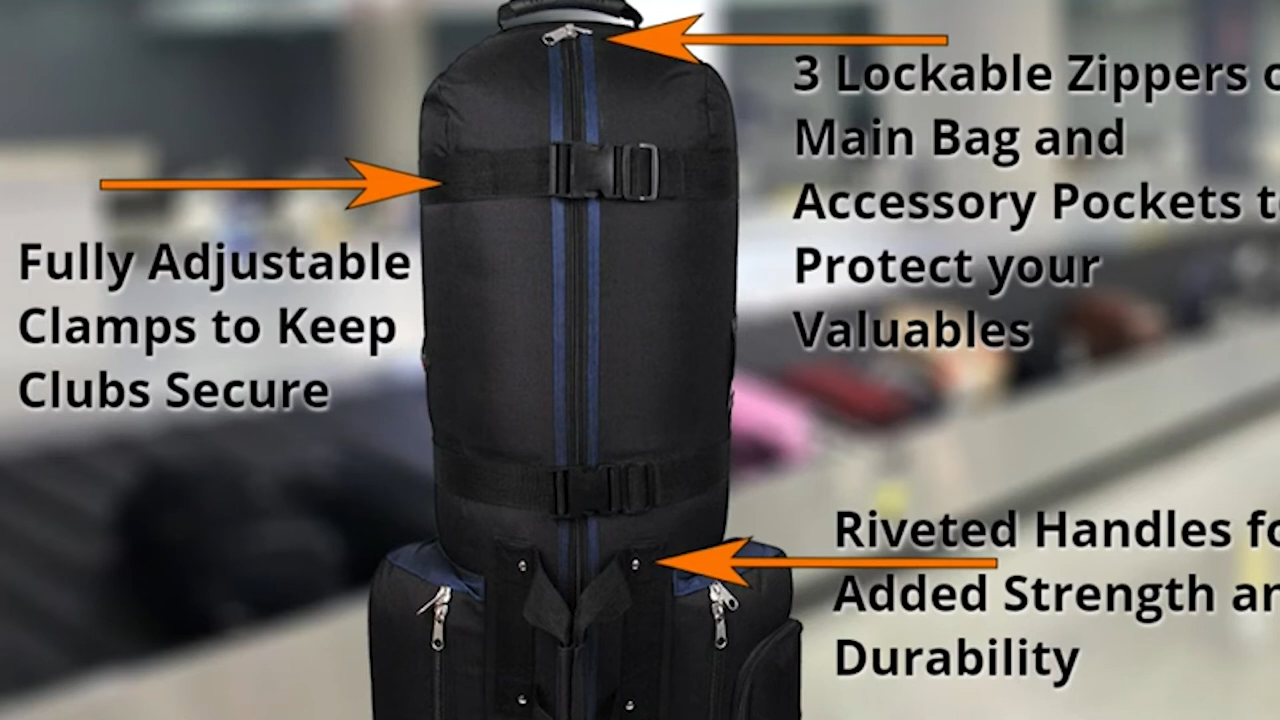 3 Lockable Zippers
Main Bag and
Accessory Pockets
Protect your
Valuables
Fully Adjustable
Clamps to Keep
Clubs Secure
Riveted Handles
Added Strength
Durability